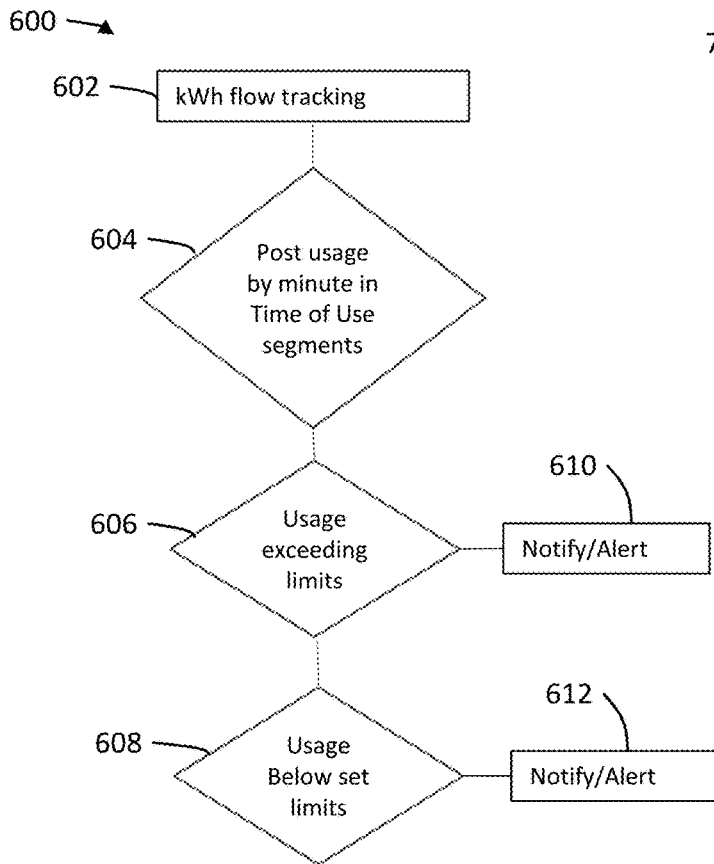 600
7
602
kWh flow tracking
604
Post usage
by minute in
Time of Use
segments
610
606
Usage
exceeding
limits
Notify/Alert
612
608
Usage
Below set
limits
Notify/Alert